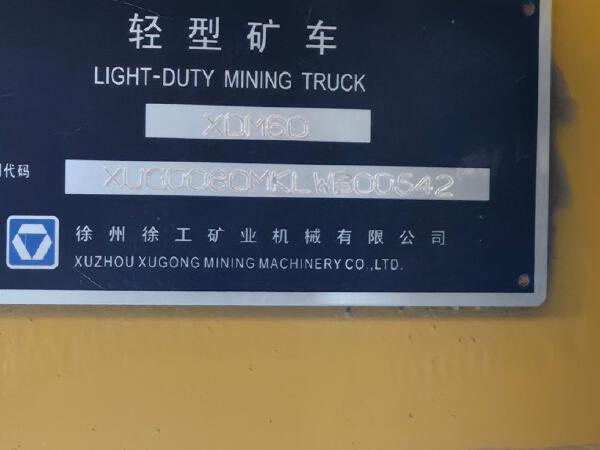 轻型矿车
LIGHT-DUTY MINING TRUCK
XDM60
代码
徐州徐工矿业机械有限公司
XUZHOU XUGONG MINING MACHINERY CO.,LTD.